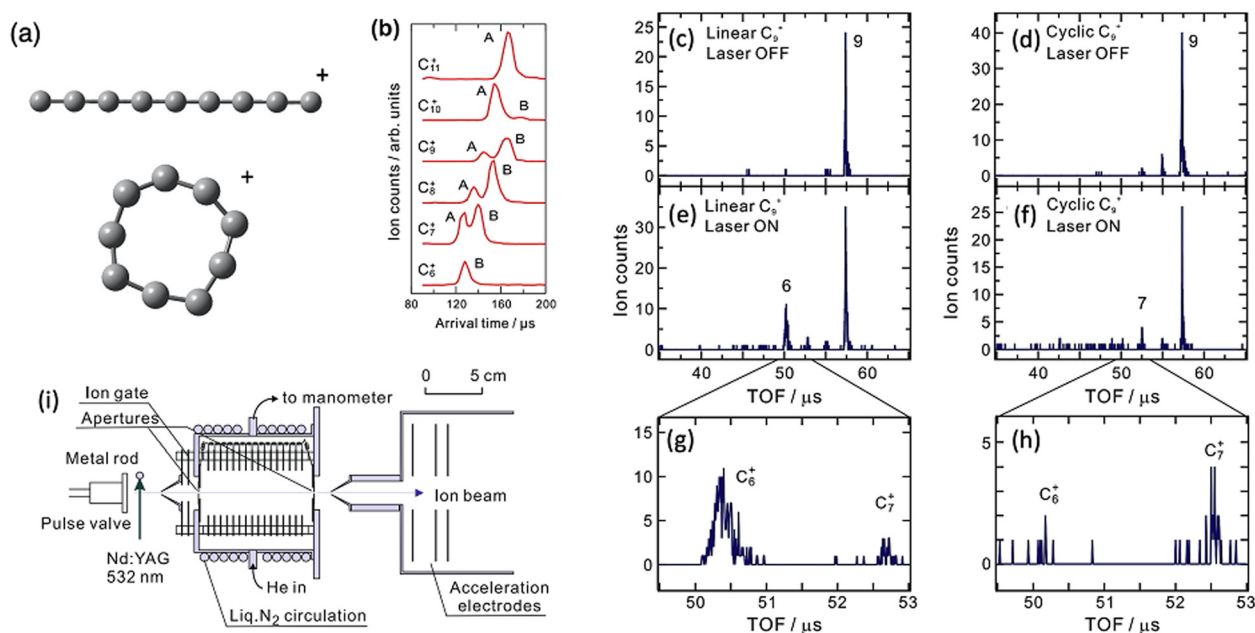 (a)
+
+
(b)
Ion counts / arb. units
C₁₁⁺
A
C₁₀⁺
A
B
C₉⁺
A
B
C₈⁺
A
B
C₇⁺
A
B
C₆⁺
B
80 120 160 200
Arrival time / μs
Ion counts
(c)
Linear C₉⁺
Laser OFF
9
25
20
15
10
5
0
(d)
Cyclic C₉⁺
Laser OFF
9
40
30
20
10
0
(e)
Linear C₉⁺
Laser ON
6
30
20
10
0
40 50 60
TOF / μs
(f)
Cyclic C₉⁺
Laser ON
7
25
20
15
10
5
0
40 50 60
TOF / μs
(g)
C₆⁺
C₇⁺
15
10
5
0
50 51 52 53
TOF / μs
(h)
C₆⁺
C₇⁺
5
0
50 51 52 53
TOF / μs
(i)
Ion gate
Apertures
Metal rod
Pulse valve
Nd:YAG
532 nm
to manometer
0 5 cm
Ion beam
He in
Liq.N₂ circulation
Acceleration
electrodes